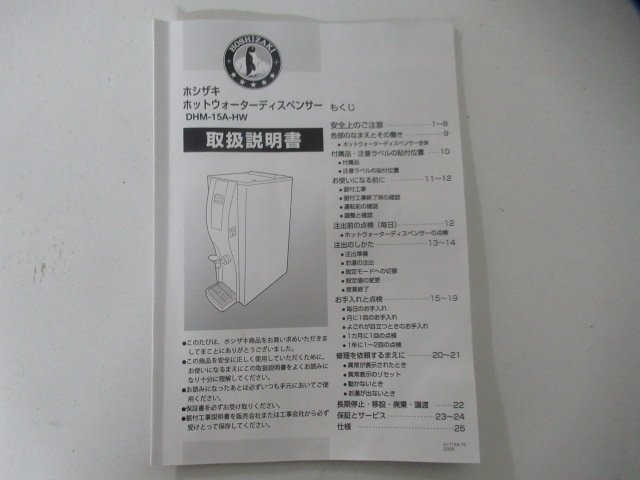 HOSHIZAKI
ホシザキ
ホットウォーターディスペンサー
DHM-15A-HW
取扱説明書
●このたびは、ホシザキ商品をお買い求めいただきま
してまことにありがとうございました。
●この商品を安全に正しく使用していただくために、
お使いになるまえにこの取扱説明書をよくお読みに
なり十分に理解してください。
●お読みになったあとは必ずいつも手元においてご使
用ください。
●保証書を必ずお受け取りください。
●据付工事説明書を販売会社または工事会社から必ず
受けとって保存してください。
もくじ
安全上のご注意 1~8
各部のなまえとその働き 9
●ホットウォーターディスペンサー全体
付属品・注意ラベルの貼付位置 10
●付属品
●注意ラベルの貼付位置
お使いになる前に 11~12
●据付工事
●据付工事終了時の確認
●運転前の確認
●調整と確認
注出前の点検(毎日) 12
●ホットウォーターディスペンサーの点検
注出のしかた 13~14
●注出準備
●お湯の注出
●設定モードへの切替
●設定値の変更
●営業終了
お手入れと点検 15~19
●毎日のお手入れ
●月に1回のお手入れ
●よごれが目立つときのお手入れ
●1カ月に1回の点検
●1年に1~2回の点検
修理を依頼するまえに 20~21
●異常が表示されたとき
●異常表示のリセット
●動かないとき
●お湯が出ないとき
長期停止・移設・廃棄・譲渡 22
保証とサービス 23~24
仕様 25